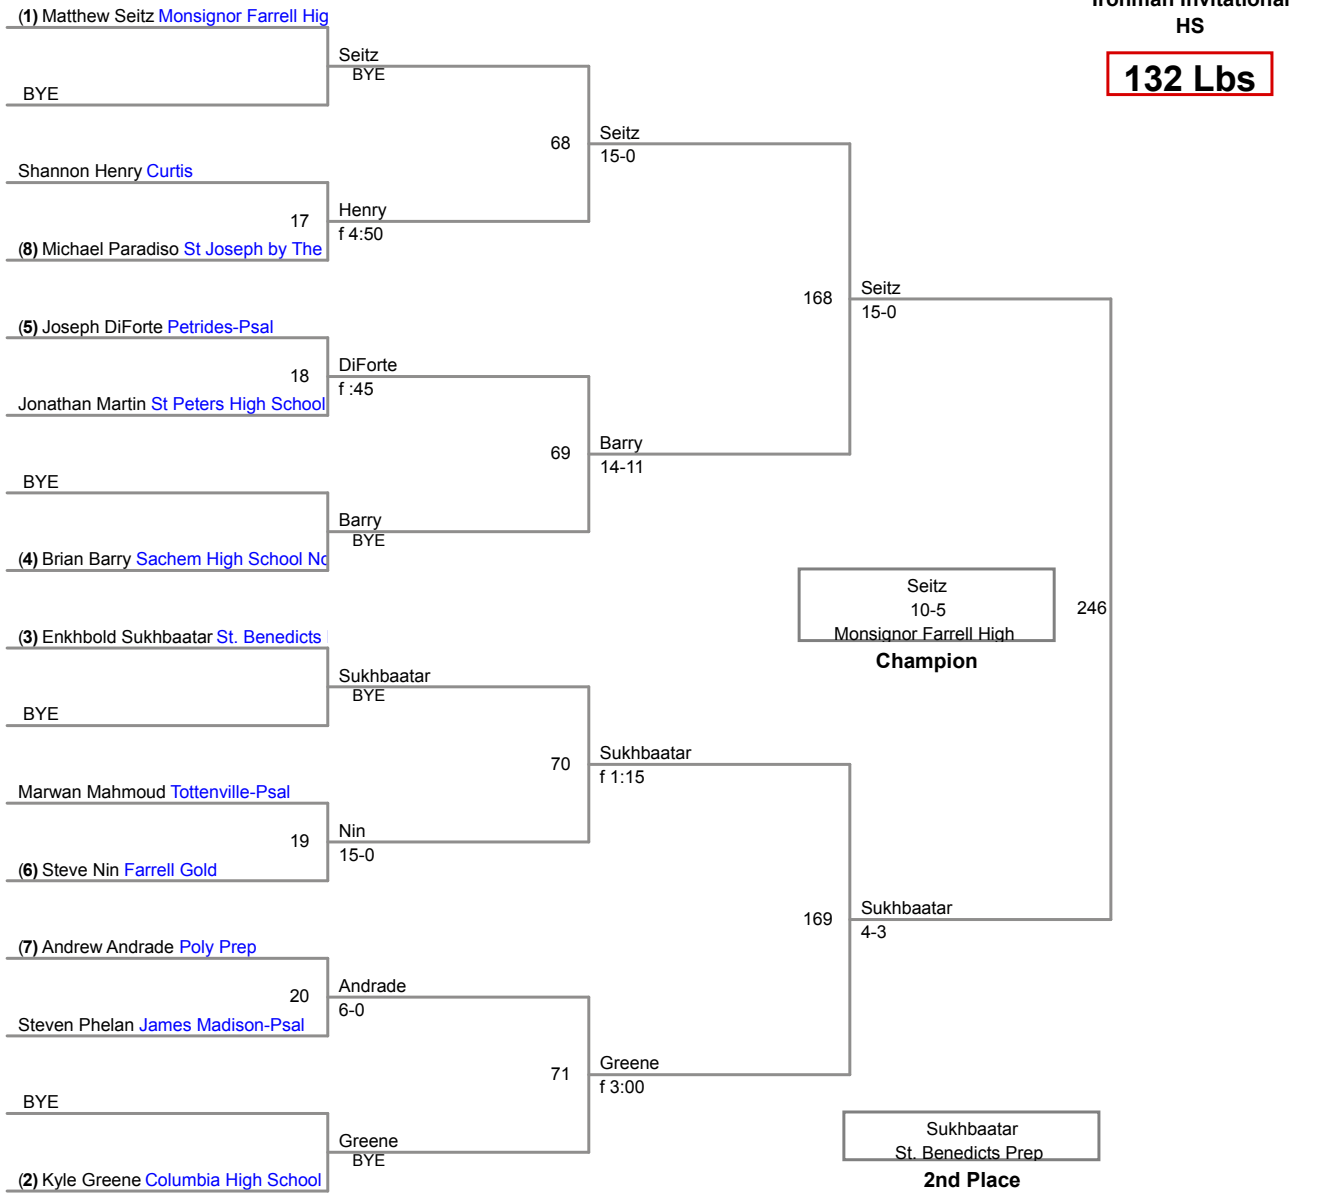 Ironman Invitational
HS
132 Lbs
(1) Matthew Seitz Monsignor Farrell Hig
Seitz
BYE
BYE
68
Seitz
15-0
Shannon Henry Curtis
17
Henry
f 4:50
(8) Michael Paradiso St Joseph by The
168
Seitz
15-0
(5) Joseph DiForte Petrides-Psal
18
DiForte
f :45
Jonathan Martin St Peters High School
69
Barry
14-11
BYE
Barry
BYE
(4) Brian Barry Sachem High School No
Seitz
10-5
Monsignor Farrell High
Champion
246
(3) Enkhbold Sukhbaatar St. Benedicts
Sukhbaatar
BYE
BYE
70
Sukhbaatar
f 1:15
Marwan Mahmoud Tottenville-Psal
19
Nin
15-0
(6) Steve Nin Farrell Gold
169
Sukhbaatar
4-3
(7) Andrew Andrade Poly Prep
20
Andrade
6-0
Steven Phelan James Madison-Psal
71
Greene
f 3:00
BYE
Greene
BYE
(2) Kyle Greene Columbia High School
Sukhbaatar
St. Benedicts Prep
2nd Place